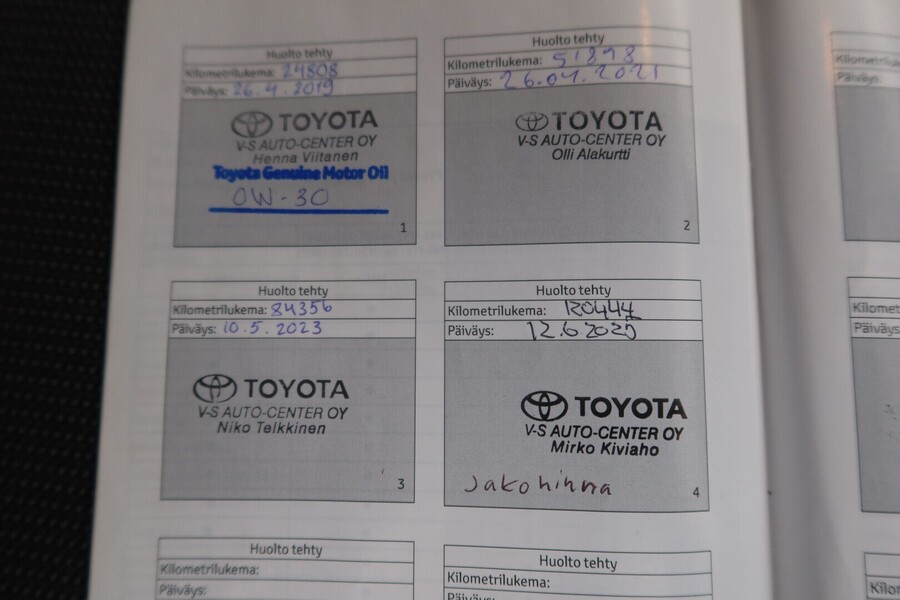 Huolto tehty
Kilometrilukema: 24808
Päiväys: 26.4.2019
TOYOTA
V-S AUTO-CENTER OY
Henna Viitanen
Toyota Genuine Motor Oil
0W-30
1
Huolto tehty
Kilometrilukema: 51893
Päiväys: 26.04.2021
TOYOTA
V-S AUTO-CENTER OY
Olli Alakurtti
2
Kilometrilukema:
Päiväys:
Huolto tehty
Kilometrilukema: 84356
Päiväys: 10.5.2023
TOYOTA
V-S AUTO-CENTER OY
Niko Telkkinen
3
Huolto tehty
Kilometrilukema: 120444
Päiväys: 12.6.2025
TOYOTA
V-S AUTO-CENTER OY
Mirko Kiviaho
Jakohihna
4
Huolto tehty
Kilometrilukema:
Päiväys:
Huolto tehty
Kilometrilukema:
Päiväys: